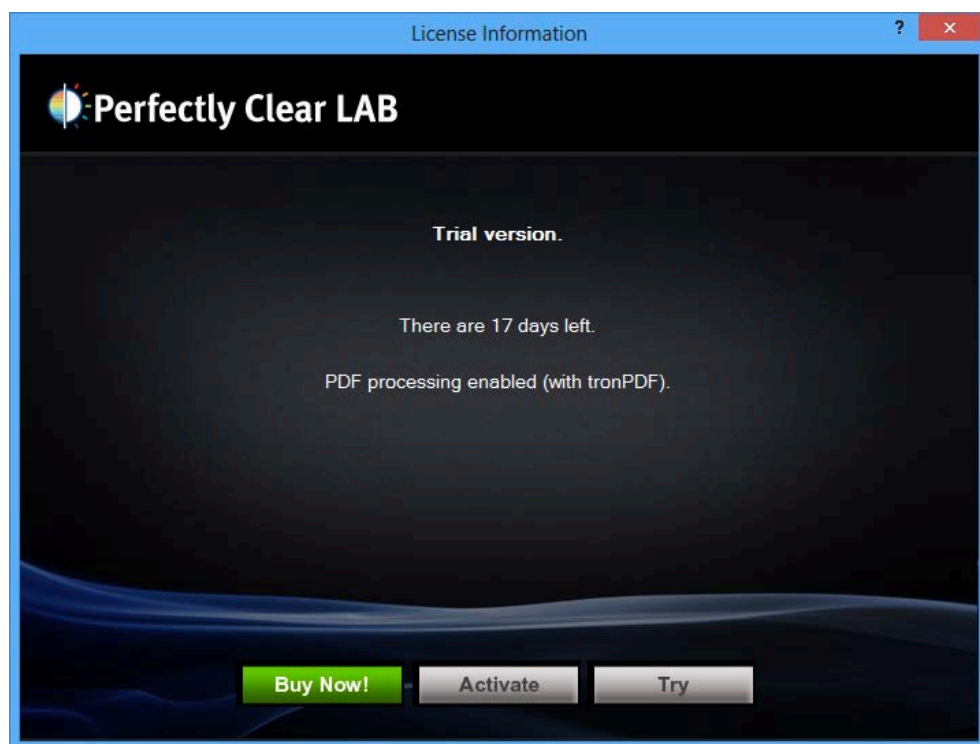 License Information
?
×
Perfectly Clear LAB
Trial version.
There are 17 days left.
PDF processing enabled (with tronPDF).
Buy Now!
Activate
Try